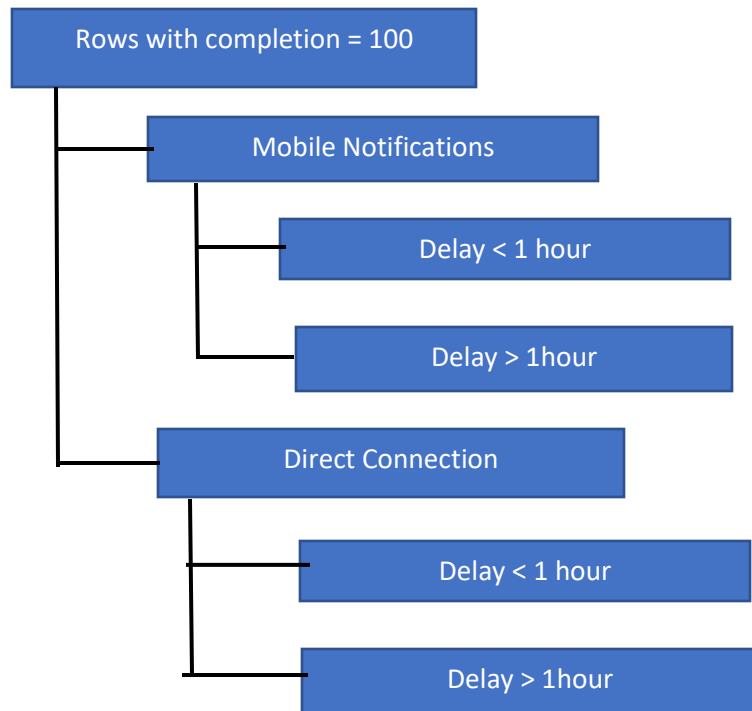 Rows with completion = 100
Mobile Notifications
Delay < 1 hour
Delay > 1hour
Direct Connection
Delay < 1 hour
Delay > 1hour